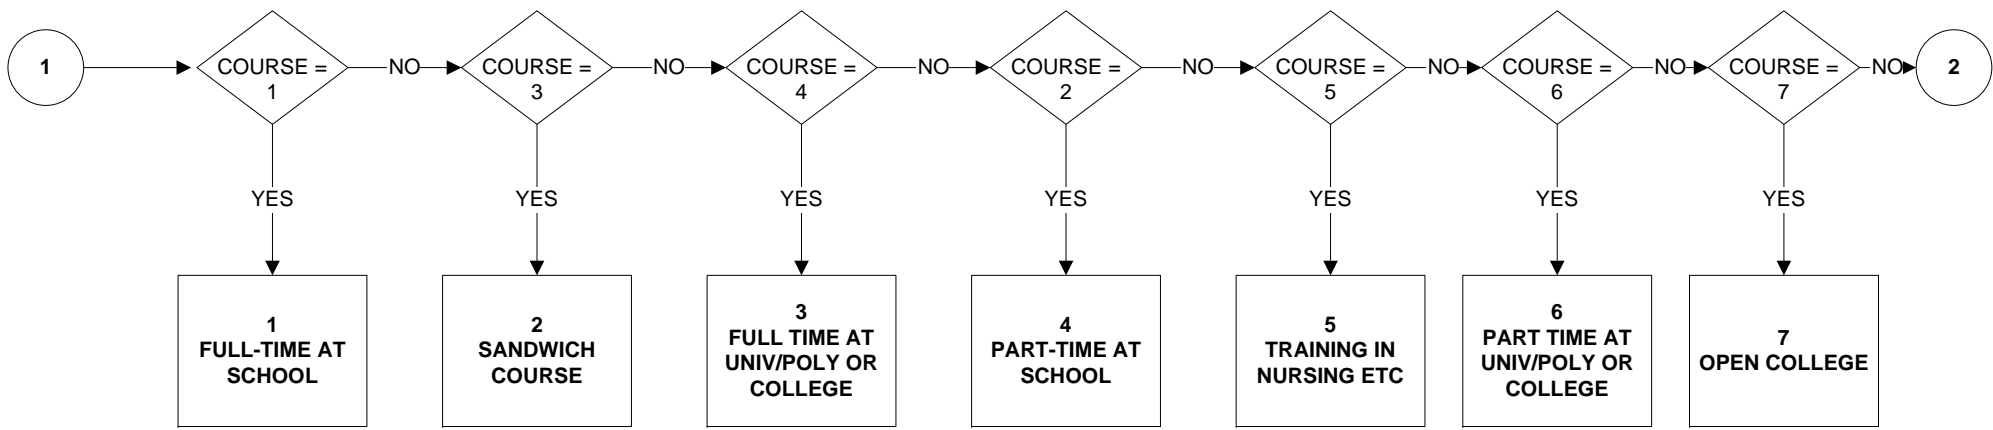 1
COURSE =
1
NO
COURSE =
3
NO
COURSE =
4
NO
COURSE =
2
NO
COURSE =
5
NO
COURSE =
6
NO
COURSE =
7
NO
2
YES
YES
YES
YES
YES
YES
YES
1
FULL-TIME AT
SCHOOL
2
SANDWICH
COURSE
3
FULL TIME AT
UNIV/POLY OR
COLLEGE
4
PART-TIME AT
SCHOOL
5
TRAINING IN
NURSING ETC
6
PART TIME AT
UNIV/POLY OR
COLLEGE
7
OPEN COLLEGE